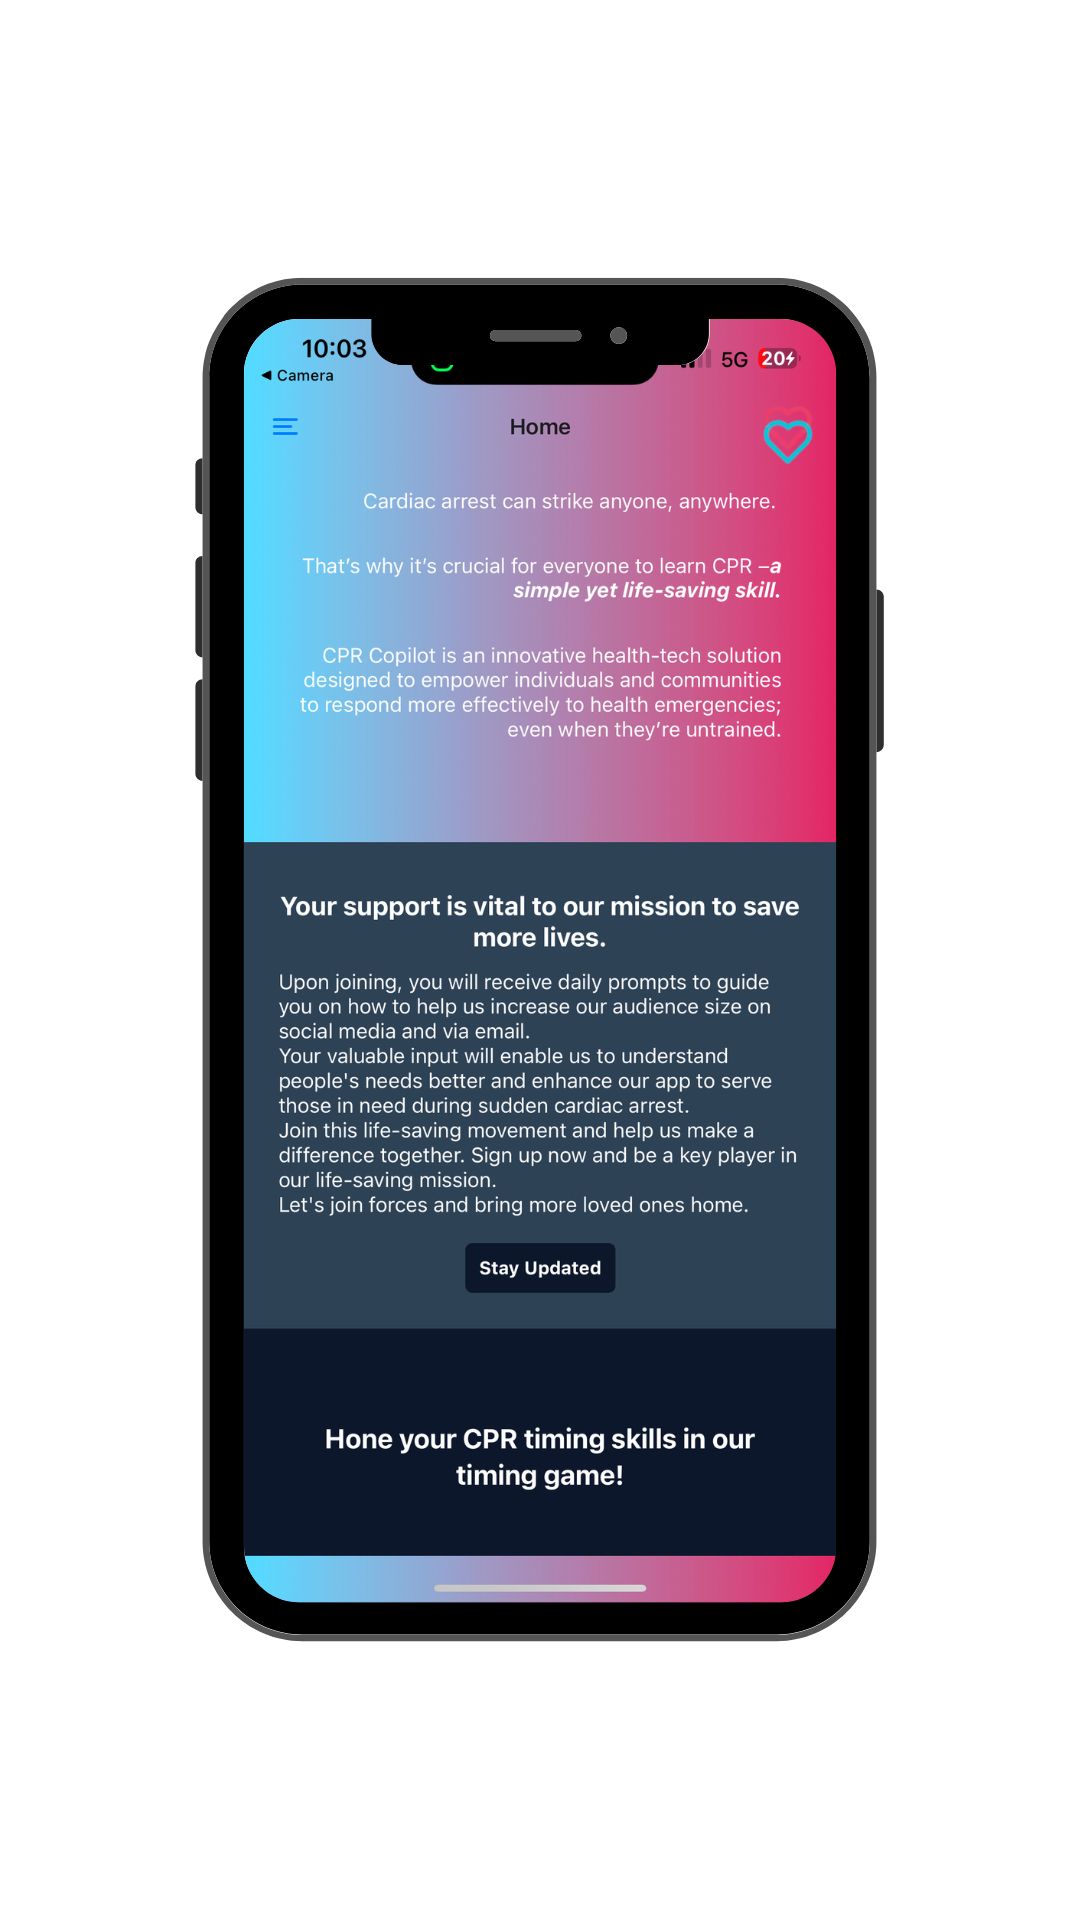 10:03
5G
20
◀ Camera
Home
Cardiac arrest can strike anyone, anywhere.
That’s why it’s crucial for everyone to learn CPR –a
simple yet life-saving skill.
CPR Copilot is an innovative health-tech solution
designed to empower individuals and communities
to respond more effectively to health emergencies;
even when they’re untrained.
Your support is vital to our mission to save
more lives.
Upon joining, you will receive daily prompts to guide
you on how to help us increase our audience size on
social media and via email.
Your valuable input will enable us to understand
people's needs better and enhance our app to serve
those in need during sudden cardiac arrest.
Join this life-saving movement and help us make a
difference together. Sign up now and be a key player in
our life-saving mission.
Let's join forces and bring more loved ones home.
Stay Updated
Hone your CPR timing skills in our
timing game!